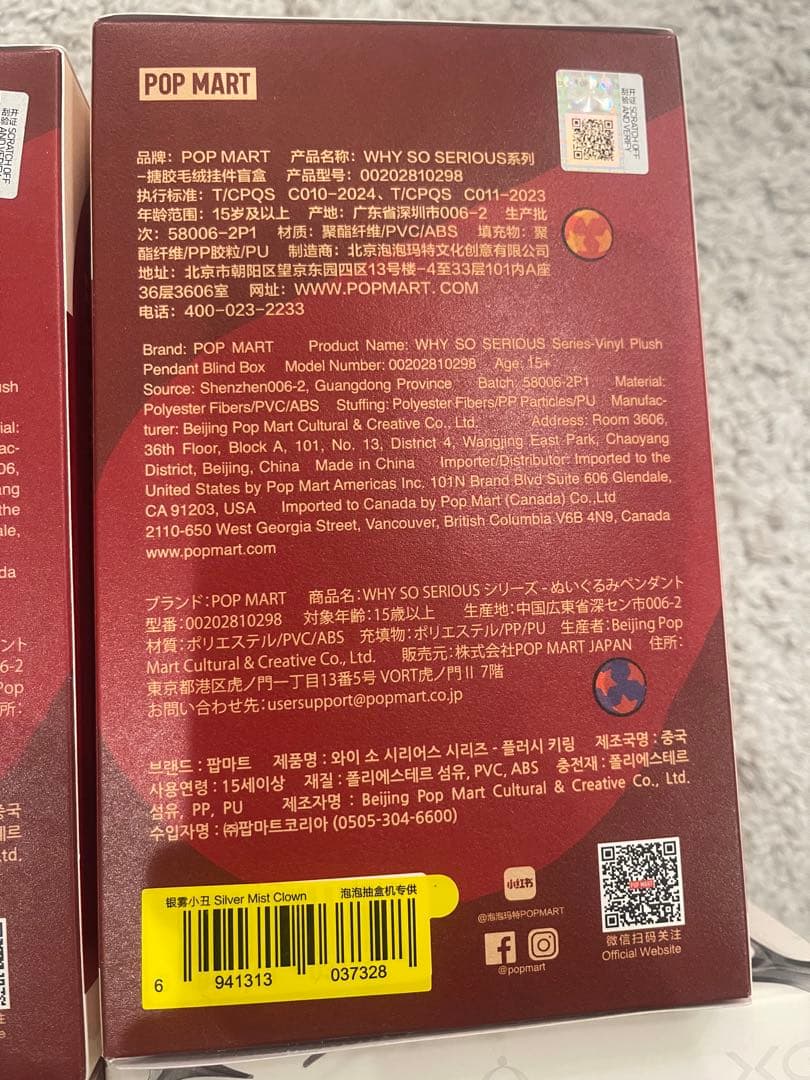 POP MART
开证
刮验
SCRATCH OFF
AND VERIFY
品牌：POP MART 产品名称：WHY SO SERIOUS系列
-搪胶毛绒挂件盲盒 产品型号：00202810298
执行标准：T/CPQS C010-2024、T/CPQS C011-2023
年龄范围：15岁及以上 产地：广东省深圳市006-2 生产批
次：58006-2P1 材质：聚酯纤维/PVC/ABS 填充物：聚
酯纤维/PP胶粒/PU 制造商：北京泡泡玛特文化创意有限公司
地址：北京市朝阳区望京东园四区13号楼-4至33层101内A座
36层3606室 网址：WWW.POPMART.COM
电话：400-023-2233
Brand: POP MART Product Name: WHY SO SERIOUS Series-Vinyl Plush
Pendant Blind Box Model Number: 00202810298 Age: 15+
Source: Shenzhen006-2, Guangdong Province Batch: 58006-2P1 Material:
Polyester Fibers/PVC/ABS Stuffing: Polyester Fibers/PP Particles/PU Manufac-
turer: Beijing Pop Mart Cultural & Creative Co., Ltd. Address: Room 3606,
36th Floor, Block A, 101, No. 13, District 4, Wangjing East Park, Chaoyang
District, Beijing, China Made in China Importer/Distributor: Imported to the
United States by Pop Mart Americas Inc. 101N Brand Blvd Suite 606 Glendale,
CA 91203, USA Imported to Canada by Pop Mart (Canada) Co.,Ltd
2110-650 West Georgia Street, Vancouver, British Columbia V6B 4N9, Canada
www.popmart.com
ブランド：POP MART 商品名：WHY SO SERIOUS シリーズ - ぬいぐるみペンダント
型番：00202810298 対象年齢：15歳以上 生産地：中国広東省深セン市006-2
材質：ポリエステル/PVC/ABS 充填物：ポリエステル/PP/PU 生産者：Beijing Pop
Mart Cultural & Creative Co., Ltd. 販売元：株式会社POP MART JAPAN 住所：
東京都港区虎ノ門一丁目13番5号 VORT虎ノ門Ⅱ 7階
お問い合わせ先：usersupport@popmart.co.jp
브랜드 : 팝마트 제품명 : 와이 소 시리어스 시리즈 - 플러시 키링 제조국명 : 중국
사용연령 : 15세이상 재질 : 폴리에스테르 섬유, PVC, ABS 충전재 : 폴리에스테르
섬유, PP, PU 제조자명 : Beijing Pop Mart Cultural & Creative Co., Ltd.
수입자명 : ㈜팝마트코리아 (0505-304-6600)
银雾小丑 Silver Mist Clown 泡泡抽盒机专供
6 941313 037328
小红书
@泡泡玛特POPMART
@popmart
POP MART
微信扫码关注
Official Website
开证
刮验
SCRATCH OFF
AND VERIFY